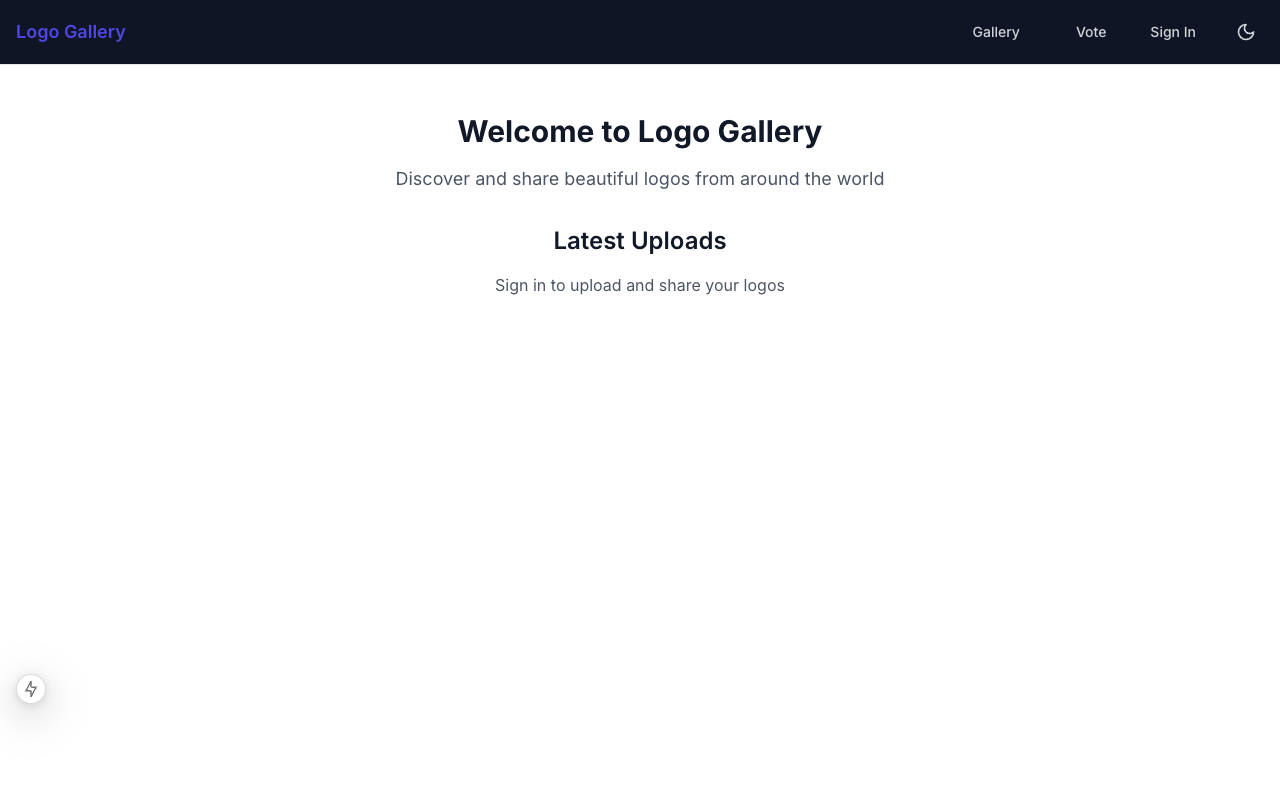 Logo Gallery
Gallery
Vote
Sign In
Welcome to Logo Gallery
Discover and share beautiful logos from around the world
Latest Uploads
Sign in to upload and share your logos